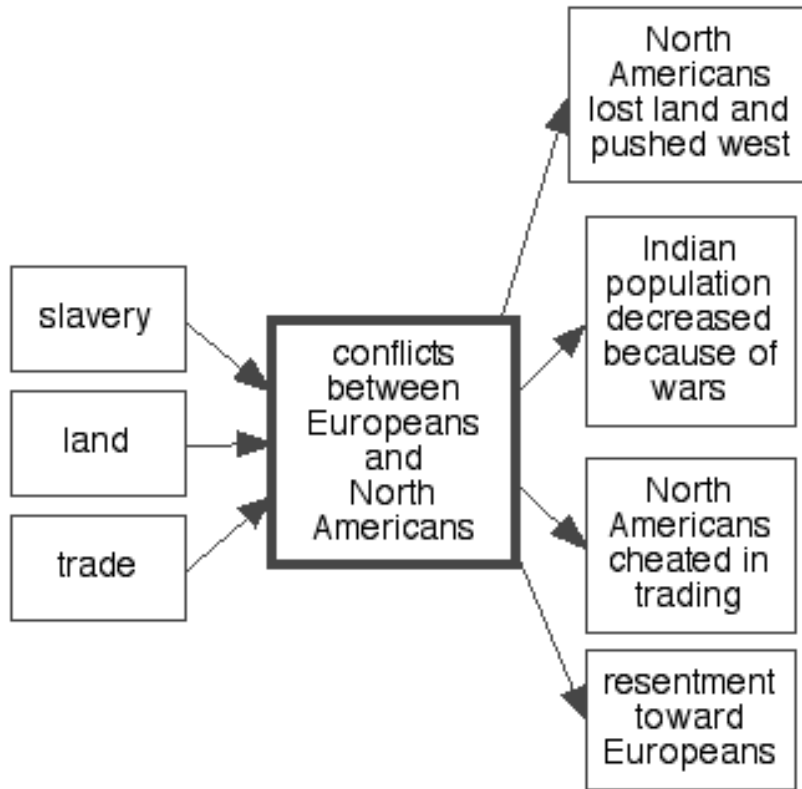 slavery
land
trade
conflicts
between
Europeans
and
North
Americans
North
Americans
lost land and
pushed west
Indian
population
decreased
because of
wars
North
Americans
cheated in
trading
resentment
toward
Europeans